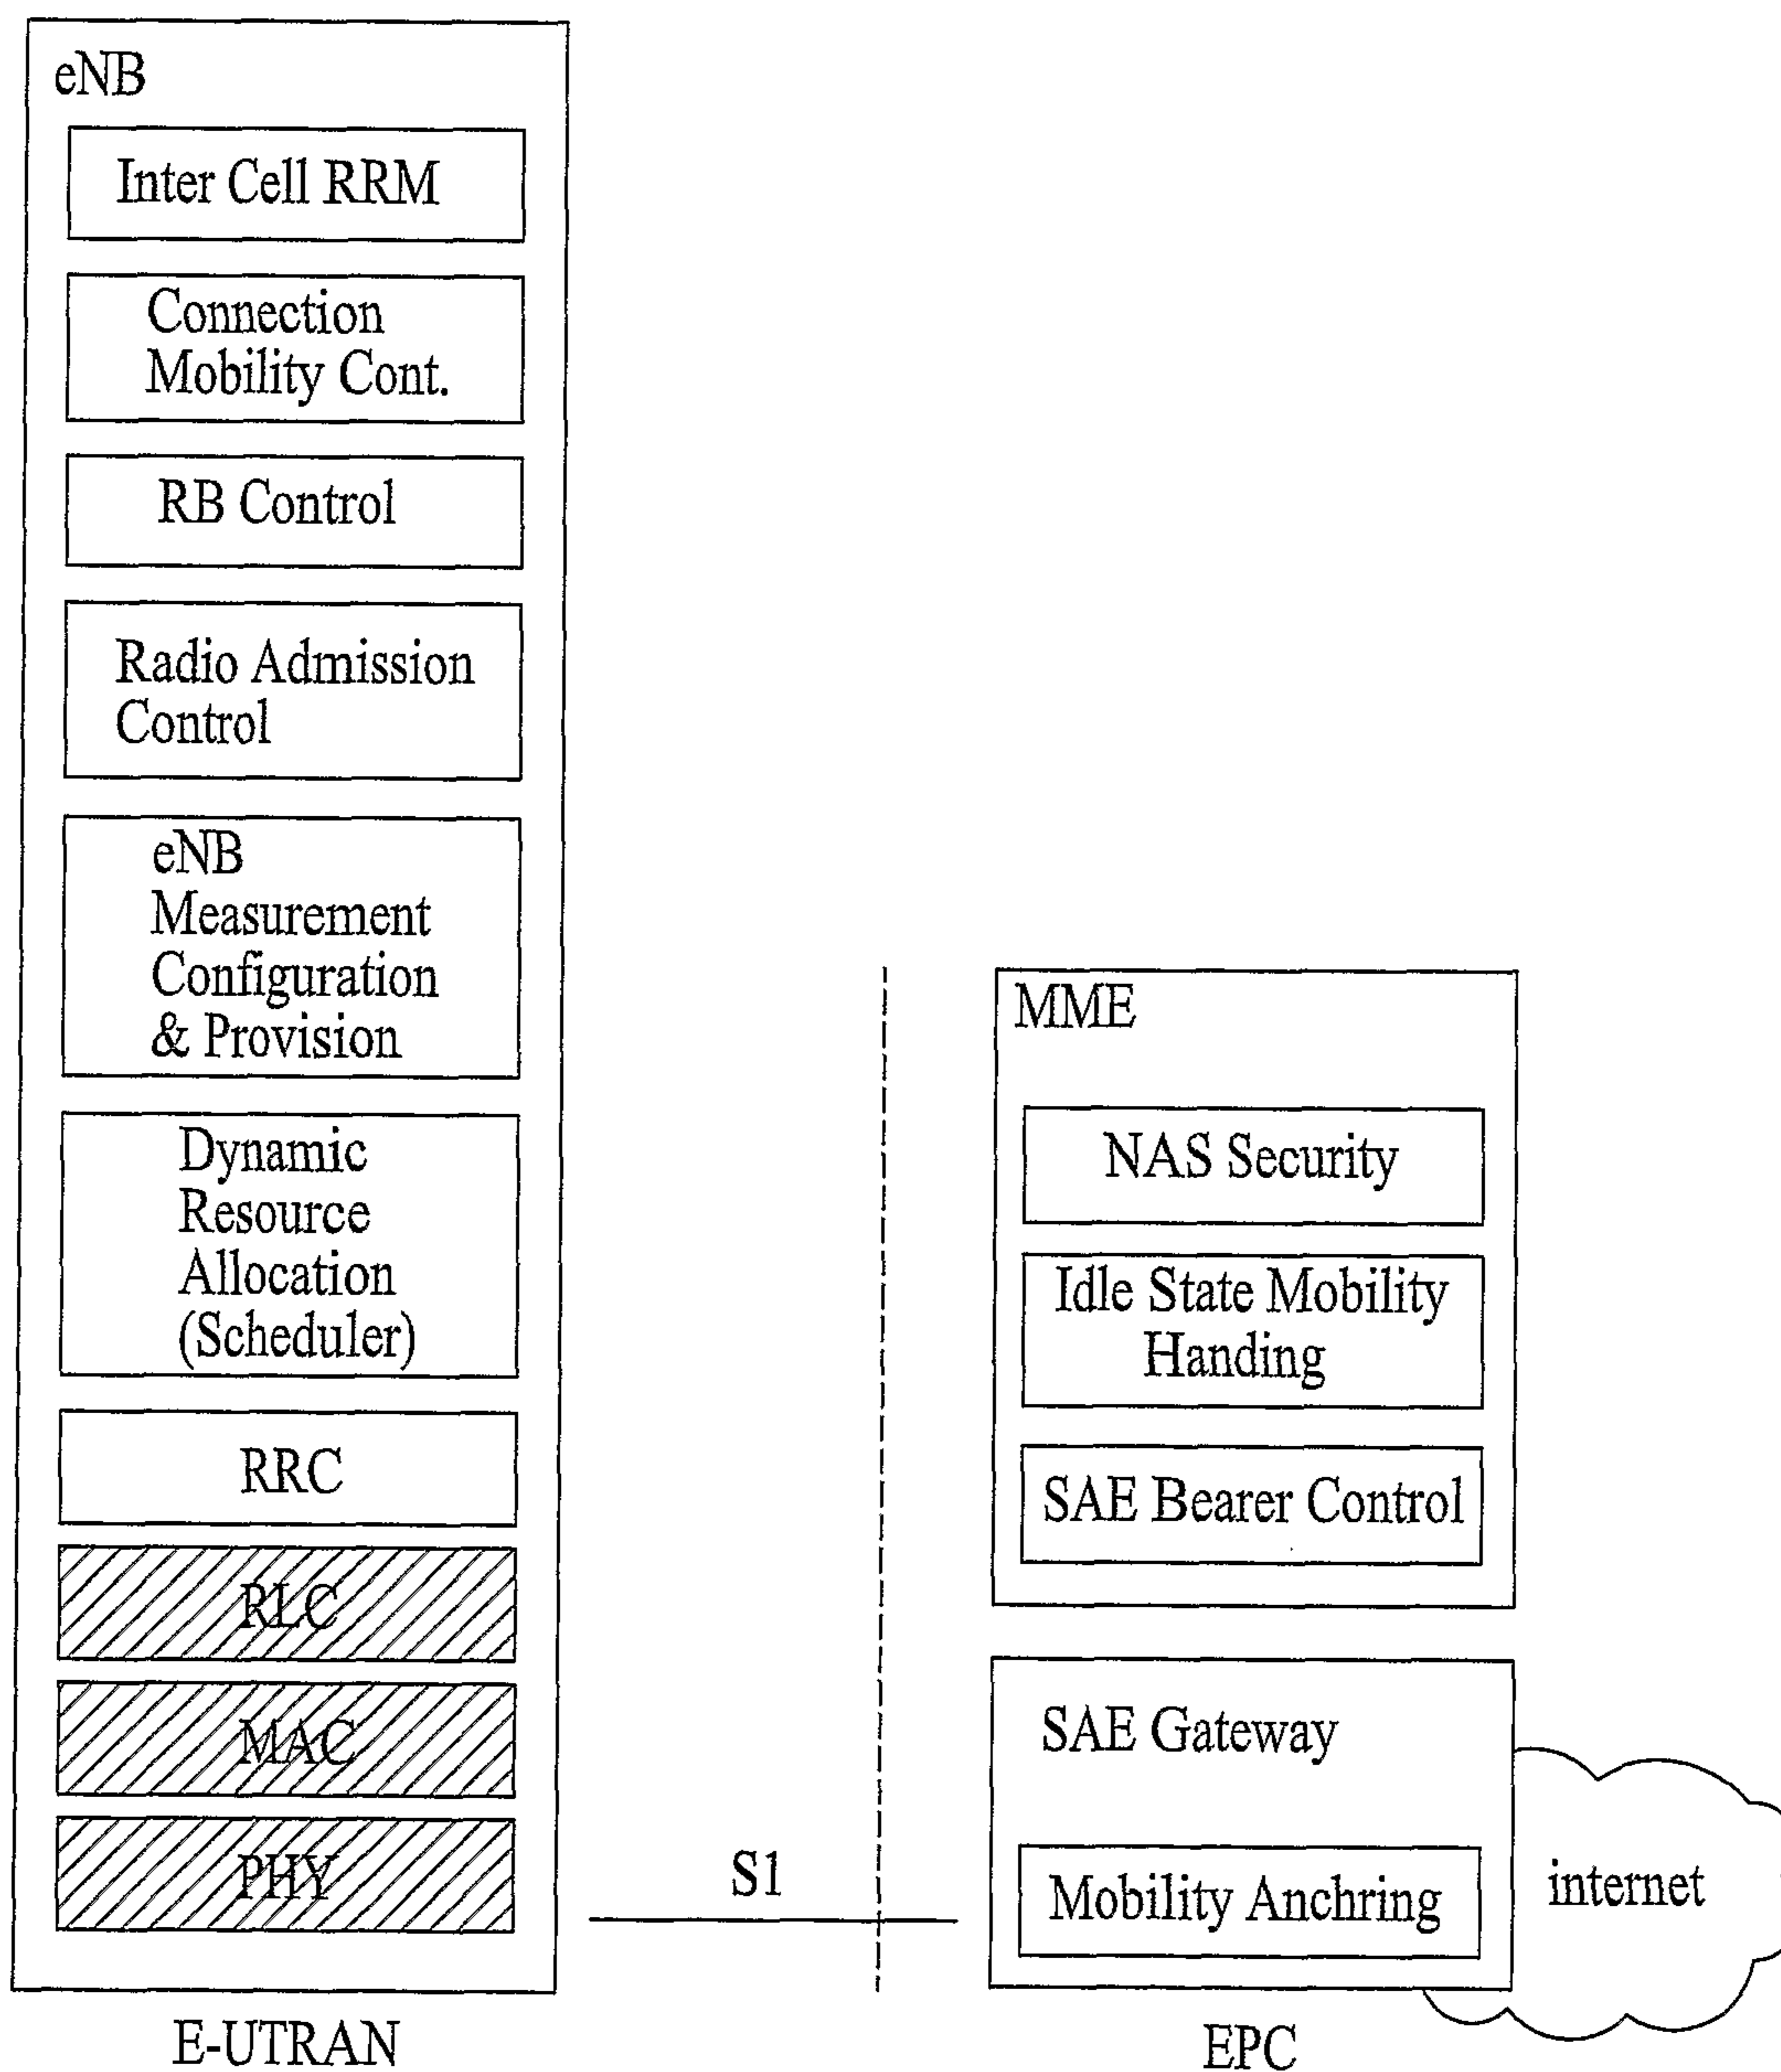 eNB
Inter Cell RRM
Connection
Mobility Cont.
RB Control
Radio Admission
Control
eNB
Measurement
Configuration
& Provision
Dynamic
Resource
Allocation
(Scheduler)
RRC
RLC
MAC
PHY
E-UTRAN
S1
MME
NAS Security
Idle State Mobility
Handing
SAE Bearer Control
SAE Gateway
Mobility Anchring
internet
EPC